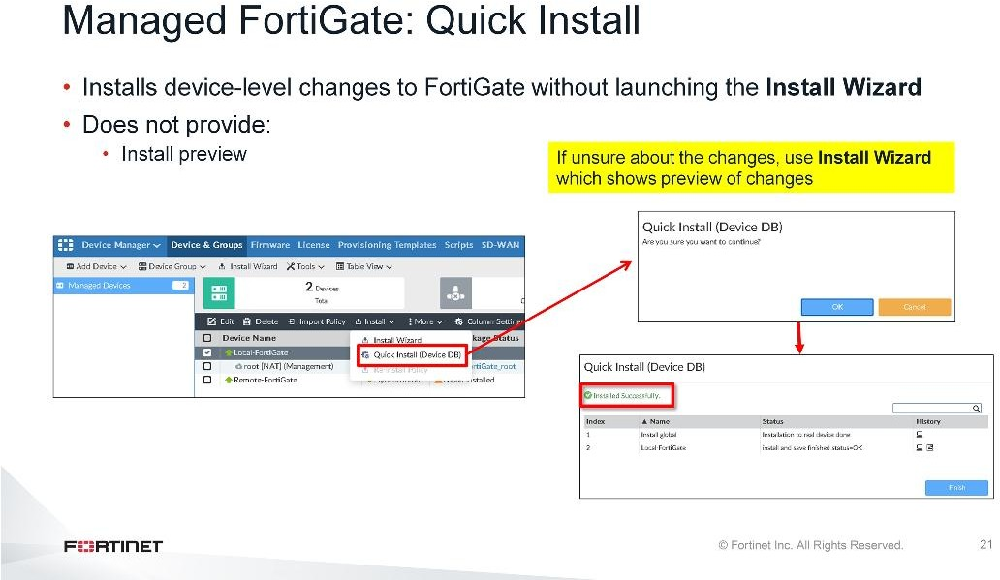 Managed FortiGate: Quick Install
• Installs device-level changes to FortiGate without launching the Install Wizard
• Does not provide:
• Install preview
If unsure about the changes, use Install Wizard
which shows preview of changes
Device Manager Device & Groups Firmware License Provisioning Templates Scripts SD-WAN
Add Device Device Group Install Wizard Tools Table View
Managed Devices 2
2 Devices
Total
Edit Delete Import Policy Install More Column Settings
Device Name kage Status
Install Wizard
Local-FortiGate
Quick Install (Device DB)
root [NAT] (Management) rtiGate_root
Re-install Policy
Remote-FortiGate Synchronized Never Installed
Quick Install (Device DB)
Are you sure you want to continue?
OK Cancel
Quick Install (Device DB)
Installed Successfully.
Index ▲ Name Status History
1 Install global Installation to real device done
2 Local-FortiGate install and save finished status=OK
Finish
FORTINET
© Fortinet Inc. All Rights Reserved.
21